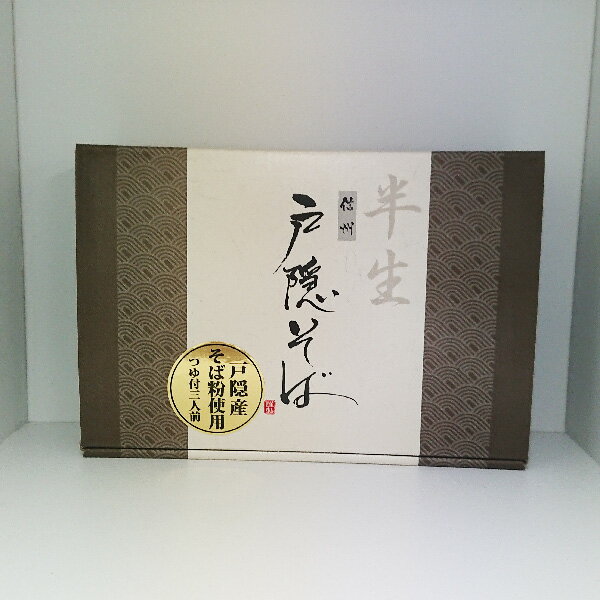 半生
信州
戸隠そば
戸隠産
そば粉使用
つゆ付三人前